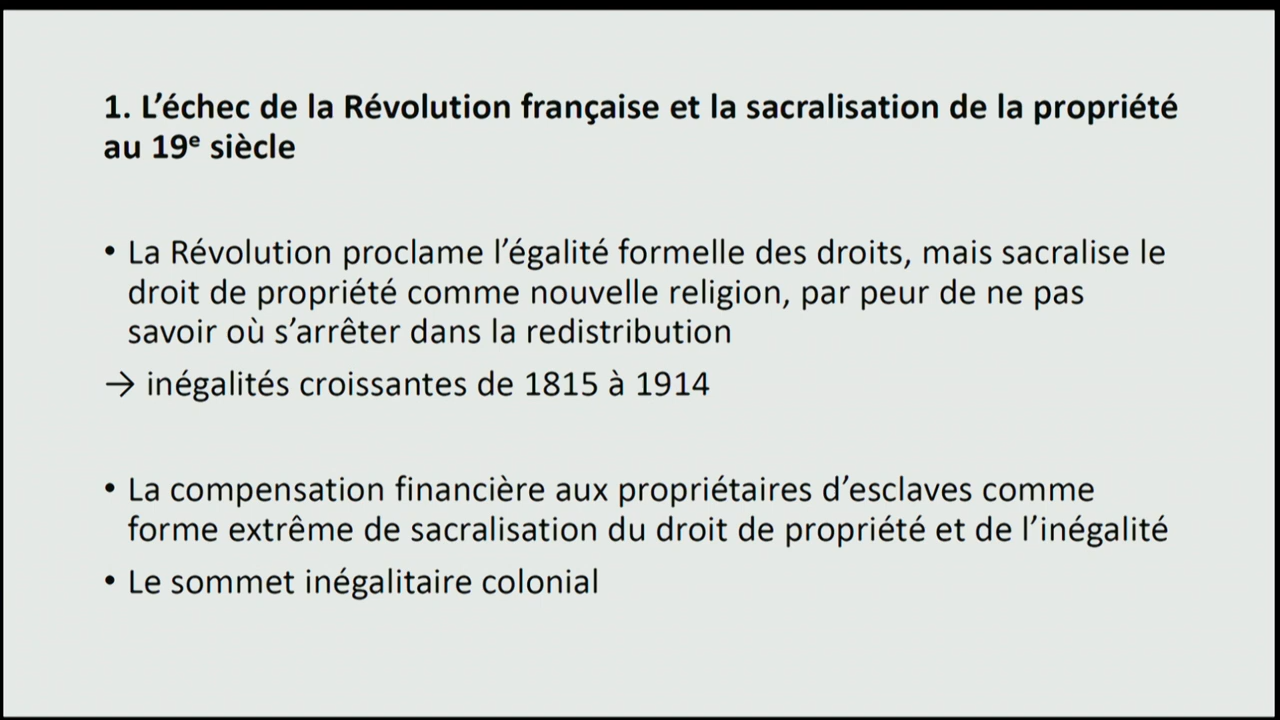 1. L’échec de la Révolution française et la sacralisation de la propriété
au 19e siècle
• La Révolution proclame l’égalité formelle des droits, mais sacralise le
droit de propriété comme nouvelle religion, par peur de ne pas
savoir où s’arrêter dans la redistribution
→ inégalités croissantes de 1815 à 1914
• La compensation financière aux propriétaires d’esclaves comme
forme extrême de sacralisation du droit de propriété et de l’inégalité
• Le sommet inégalitaire colonial